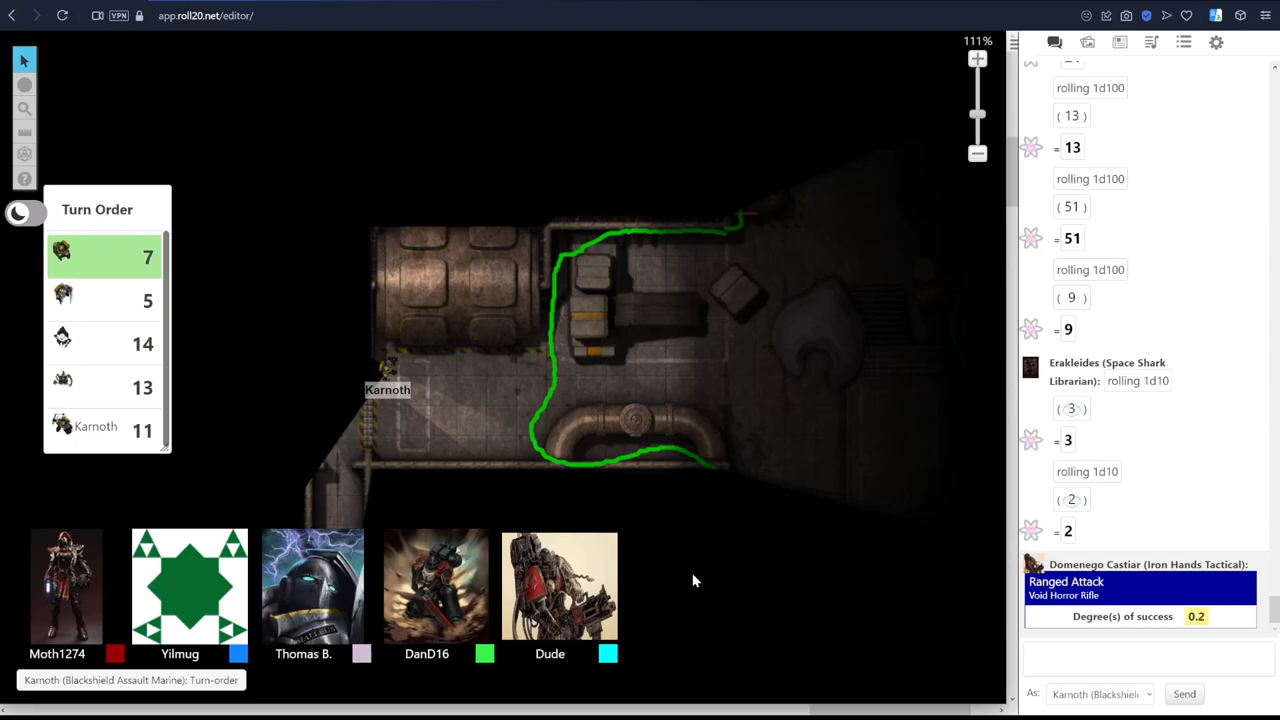 VPN
app.roll20.net/editor/
111%
Turn Order
7
5
14
13
Karnoth 11
Karnoth
Moth1274
Yilmug
Thomas B.
DanD16
Dude
Karnoth (Blackshield Assault Marine): Turn-order
rolling 1d100
( 13 )
= 13
rolling 1d100
( 51 )
= 51
rolling 1d100
( 9 )
= 9
Erakleides (Space Shark
Librarian): rolling 1d10
( 3 )
= 3
rolling 1d10
( 2 )
= 2
Domenego Castiar (Iron Hands Tactical):
Ranged Attack
Void Horror Rifle
Degree(s) of success 0.2
As: Karnoth (Blackshiel
Send